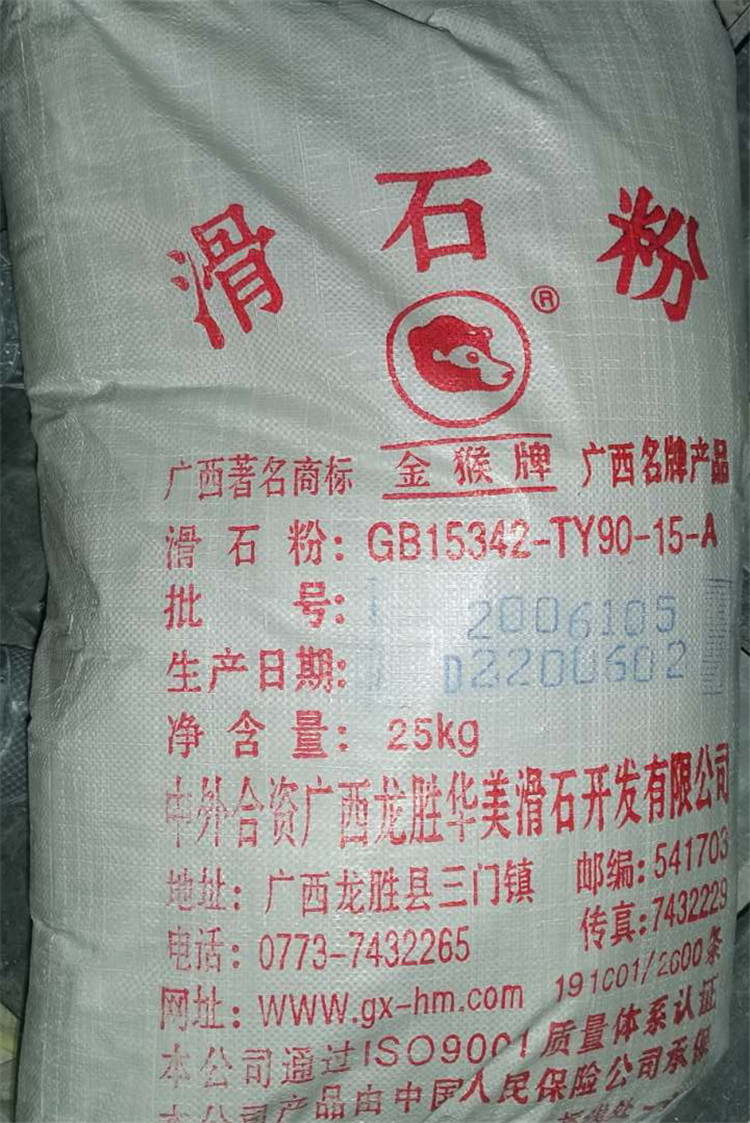 滑石粉
®
广西著名商标 金猴牌 广西名牌产品
滑石粉：GB15342-TY90-15-A
批号： 2006105
生产日期： D2200602
净含量： 25kg
中外合资广西龙胜华美滑石开发有限公司
地址：广西龙胜县三门镇 邮编：541703
电话：0773-7432265 传真：7432229
网址：WWW.gx-hm.com 191001/2600条
本公司通过ISO9001质量体系认证
本公司产品由中国人民保险公司承保